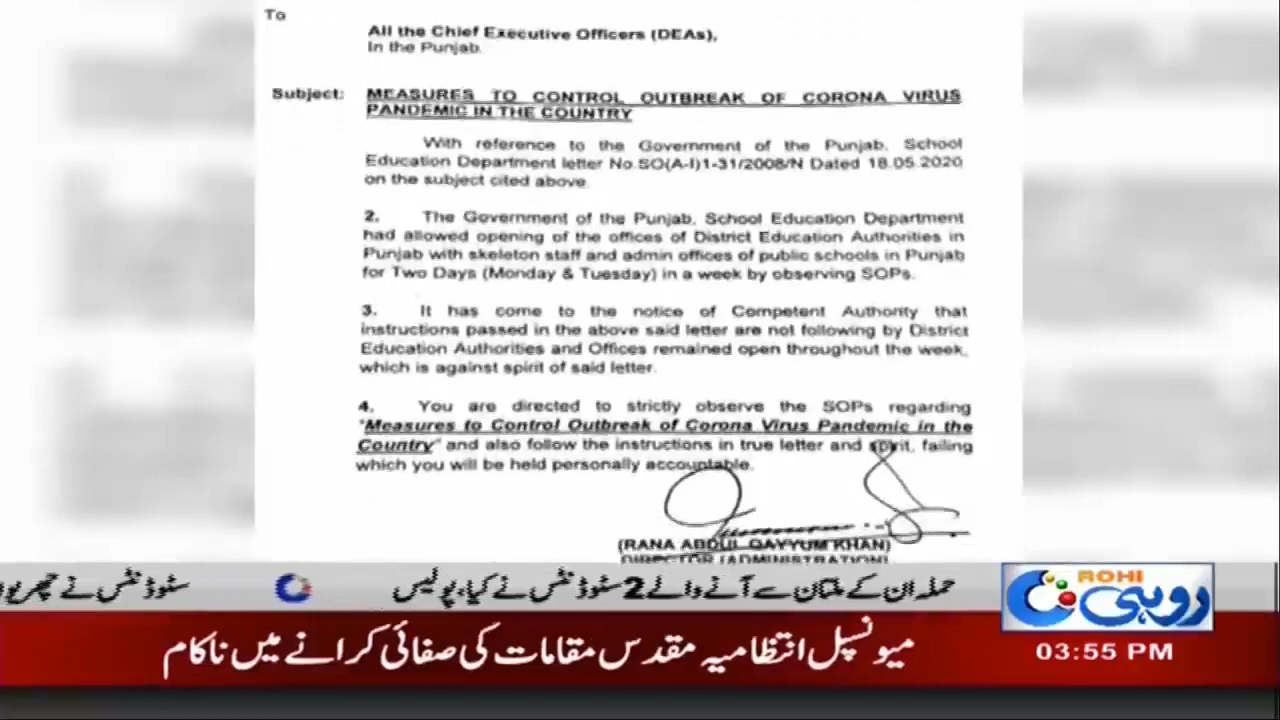 To
All the Chief Executive Officers (DEAs),
In the Punjab.
Subject: MEASURES TO CONTROL OUTBREAK OF CORONA VIRUS
PANDEMIC IN THE COUNTRY
With reference to the Government of the Punjab, School
Education Department letter No.SO(A-I)1-31/2008/N Dated 18.05.2020
on the subject cited above.
2. The Government of the Punjab, School Education Department
had allowed opening of the offices of District Education Authorities in
Punjab with skeleton staff and admin offices of public schools in Punjab
for Two Days (Monday & Tuesday) in a week by observing SOPs.
3. It has come to the notice of Competent Authority that
instructions passed in the above said letter are not following by District
Education Authorities and Offices remained open throughout the week,
which is against spirit of said letter.
4. You are directed to strictly observe the SOPs regarding
"Measures to Control Outbreak of Corona Virus Pandemic in the
Country" and also follow the instructions in true letter and spirit, failing
which you will be held personally accountable.
(RANA ABDUL QAYYUM KHAN)
DIRECTOR (ADMINISTRATION)
حملہ ان کے ملتان سے آنے والے 2 سٹوڈنٹس نے کیا، پولیس سٹوڈنٹس نے چھریو
ROHI
روہی
03:55 PM
میونسپل انتظامیہ مقدس مقامات کی صفائی کرانے میں ناکام